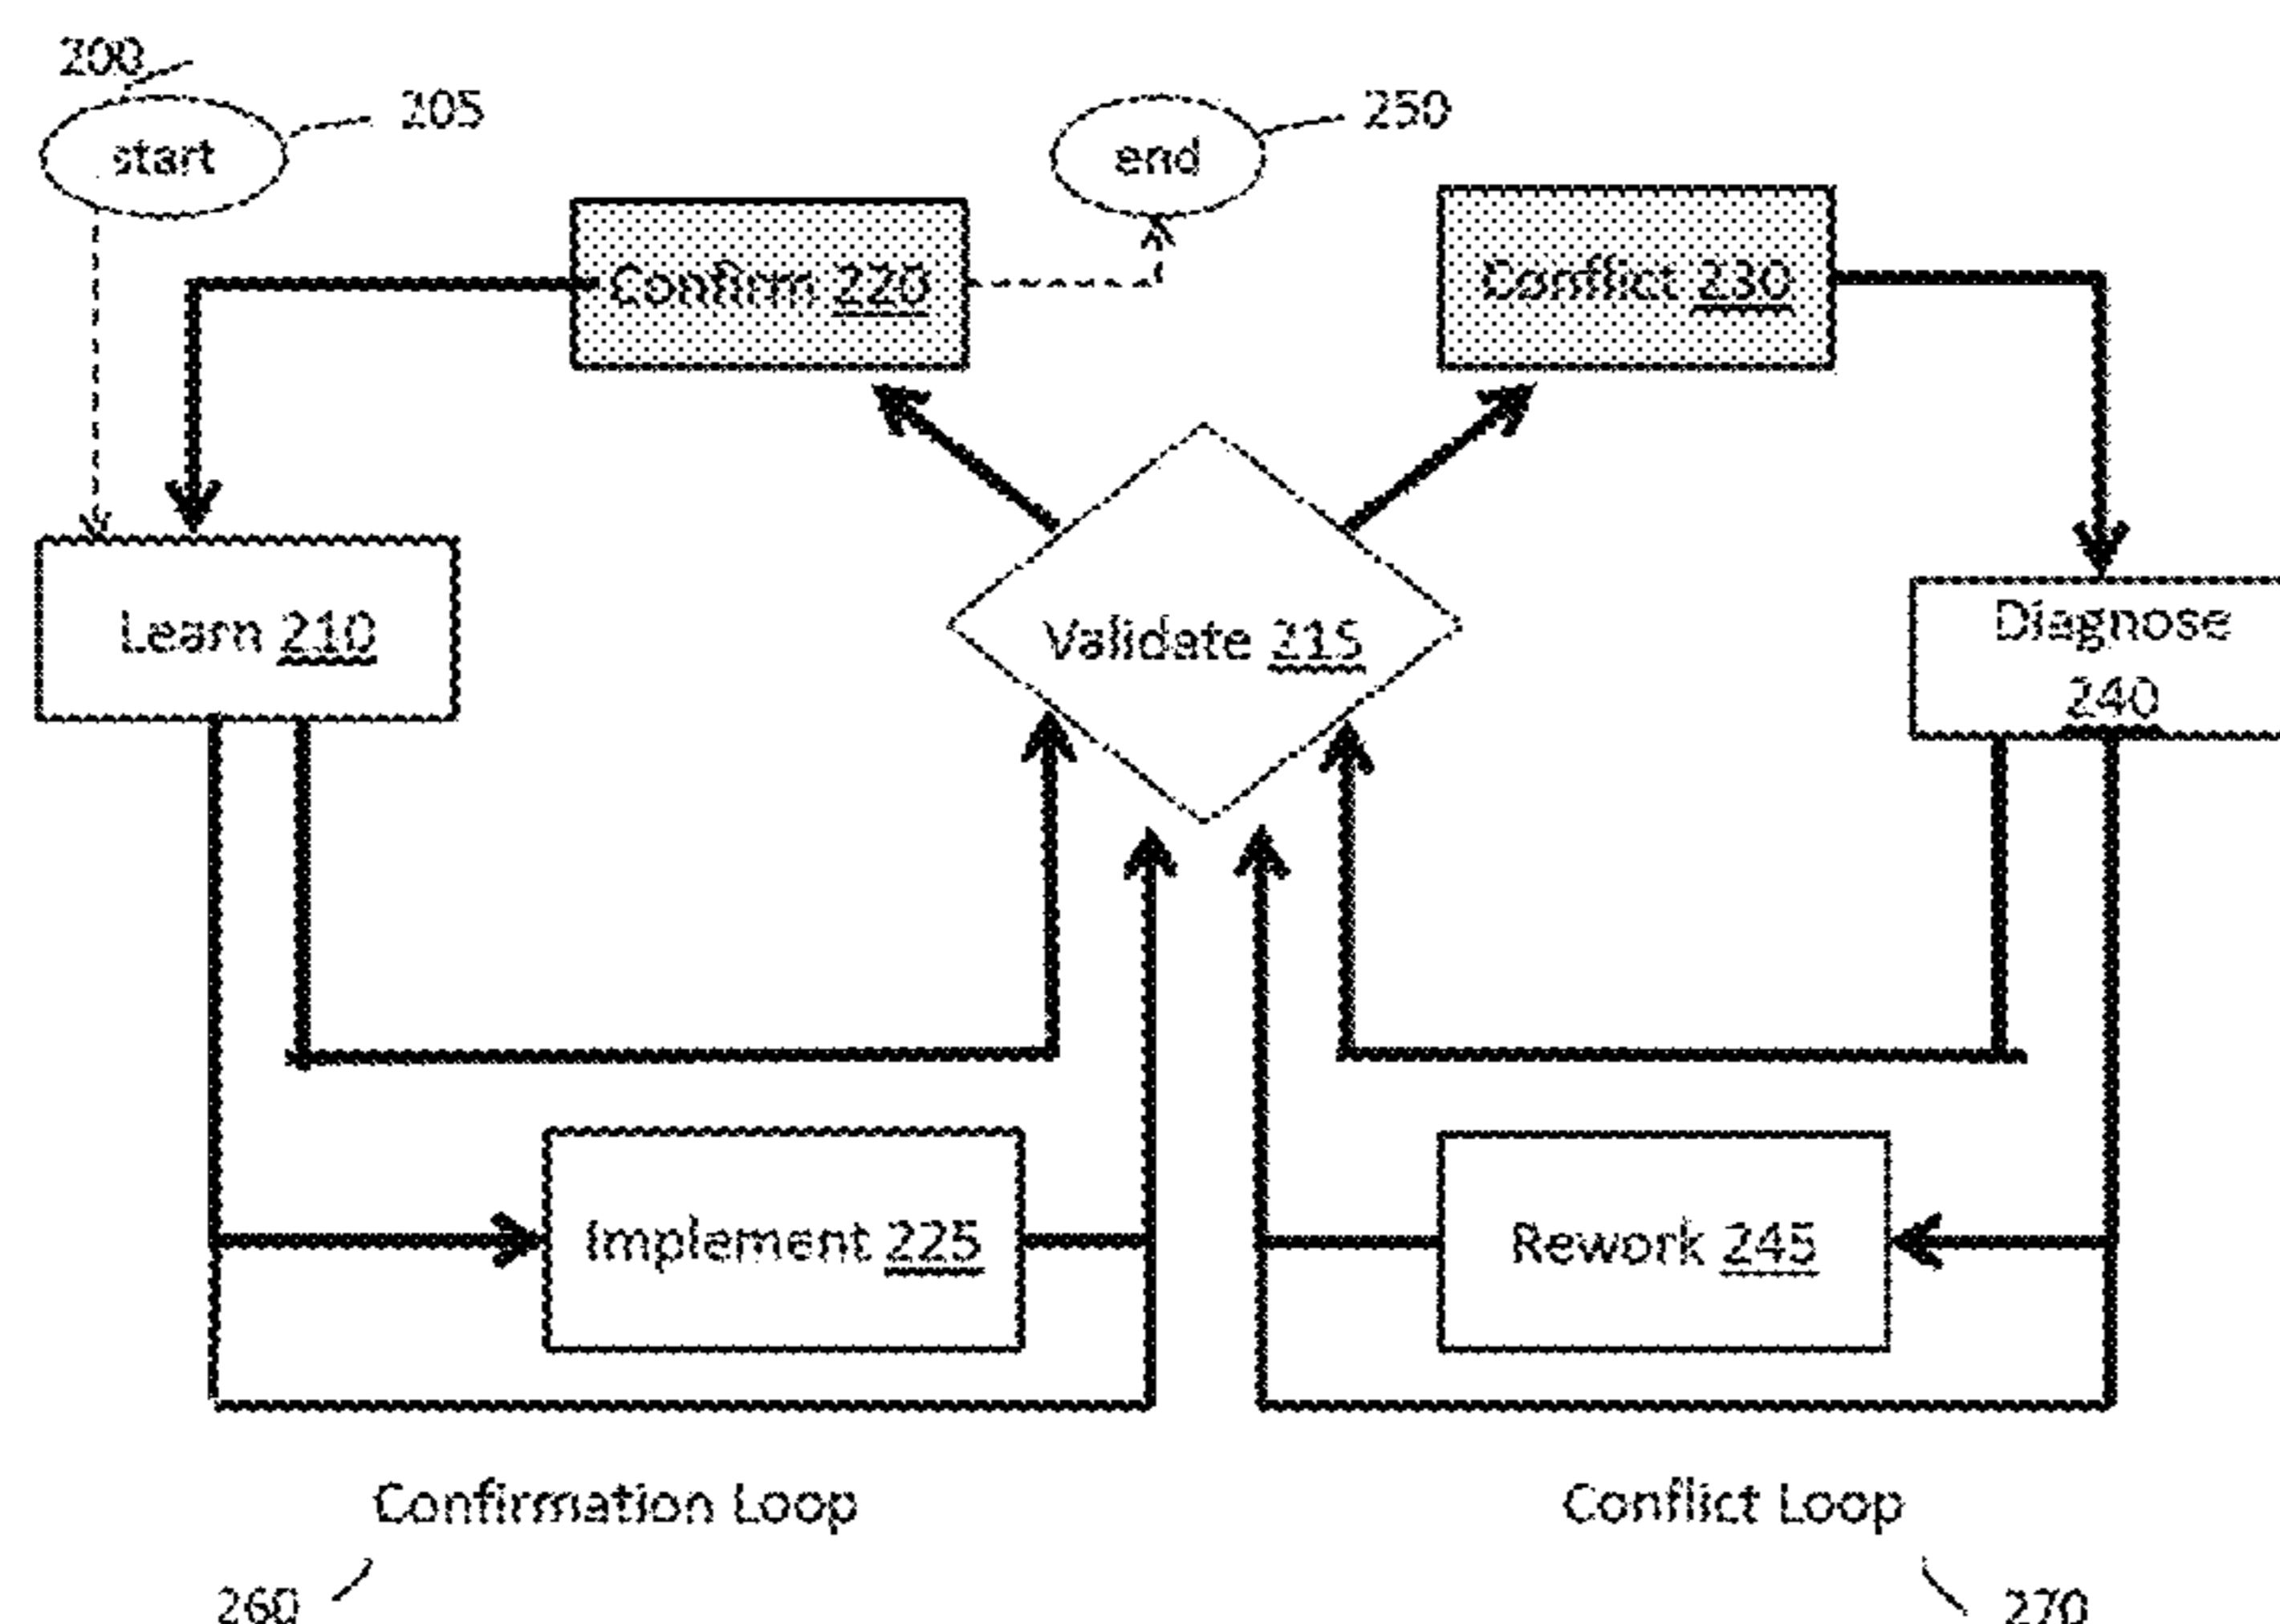 200
205
start
250
end
Confirm 220
Conflict 230
Learn 210
Validate 215
Diagnose
240
Implement 225
Rework 245
Confirmation Loop
Conflict Loop
260
270